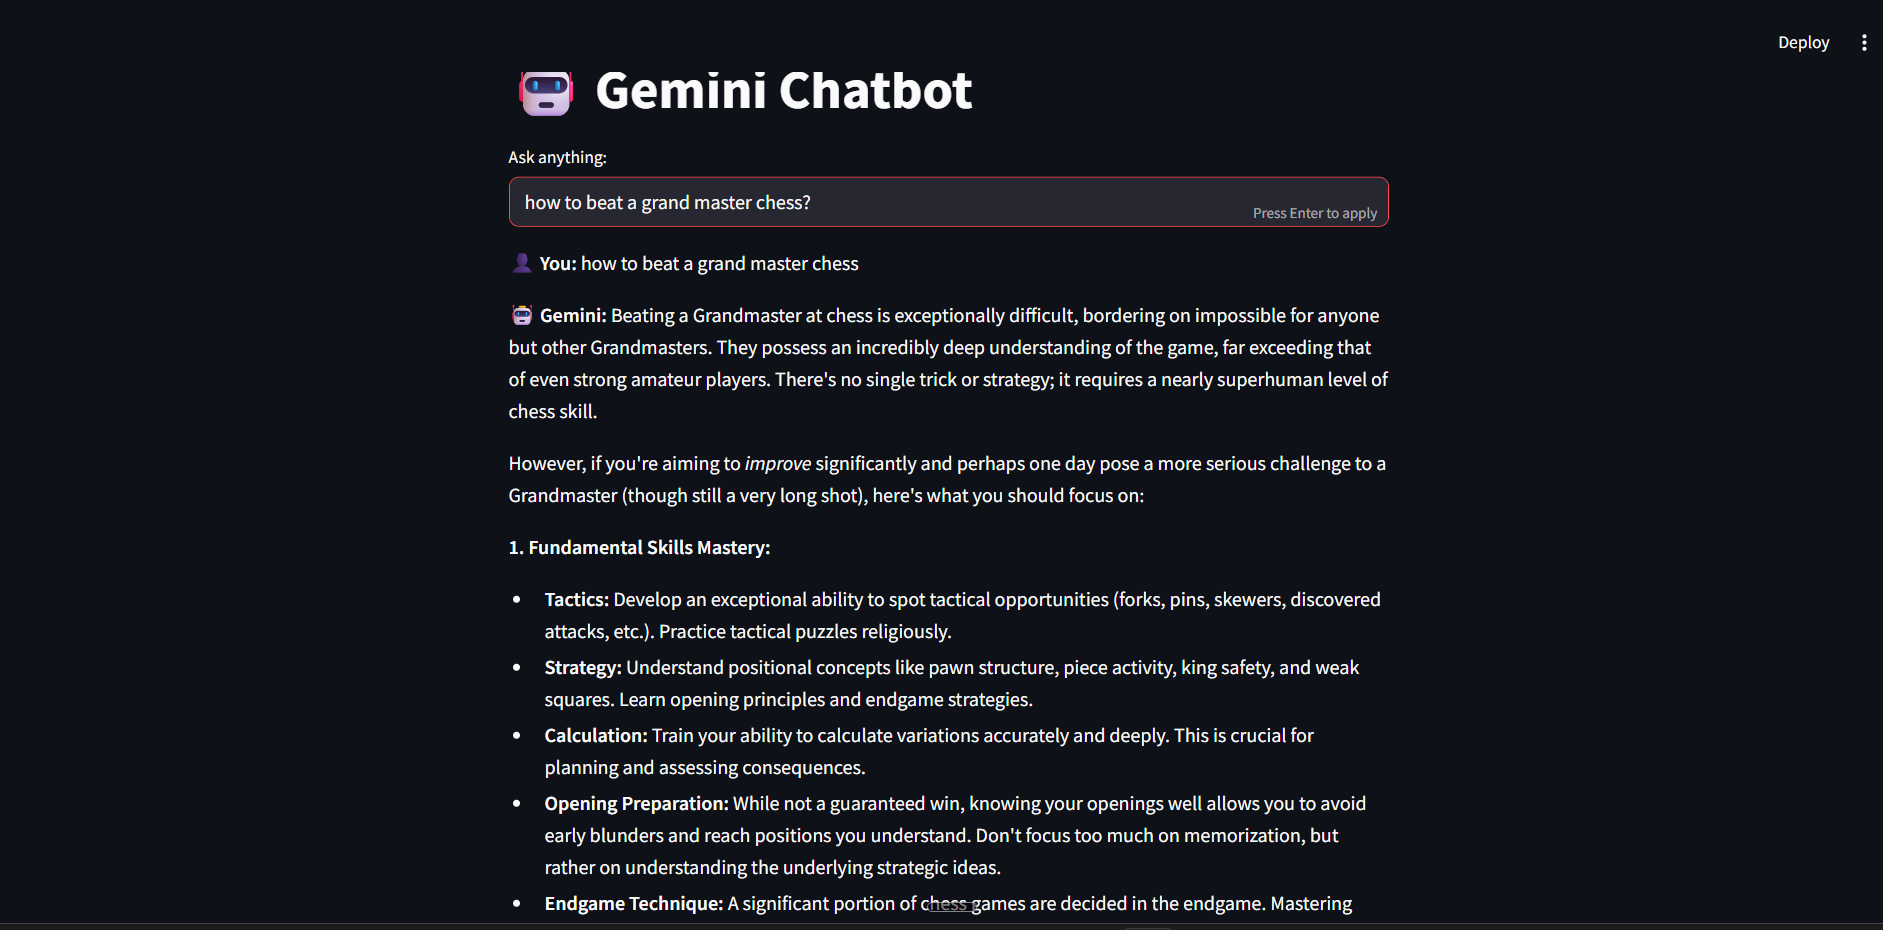 Deploy
Gemini Chatbot
Ask anything:
how to beat a grand master chess?
Press Enter to apply
You: how to beat a grand master chess
Gemini: Beating a Grandmaster at chess is exceptionally difficult, bordering on impossible for anyone
but other Grandmasters. They possess an incredibly deep understanding of the game, far exceeding that
of even strong amateur players. There's no single trick or strategy; it requires a nearly superhuman level of
chess skill.
However, if you're aiming to improve significantly and perhaps one day pose a more serious challenge to a
Grandmaster (though still a very long shot), here's what you should focus on:
1. Fundamental Skills Mastery:
• Tactics: Develop an exceptional ability to spot tactical opportunities (forks, pins, skewers, discovered
attacks, etc.). Practice tactical puzzles religiously.
• Strategy: Understand positional concepts like pawn structure, piece activity, king safety, and weak
squares. Learn opening principles and endgame strategies.
• Calculation: Train your ability to calculate variations accurately and deeply. This is crucial for
planning and assessing consequences.
• Opening Preparation: While not a guaranteed win, knowing your openings well allows you to avoid
early blunders and reach positions you understand. Don't focus too much on memorization, but
rather on understanding the underlying strategic ideas.
• Endgame Technique: A significant portion of chess games are decided in the endgame. Mastering